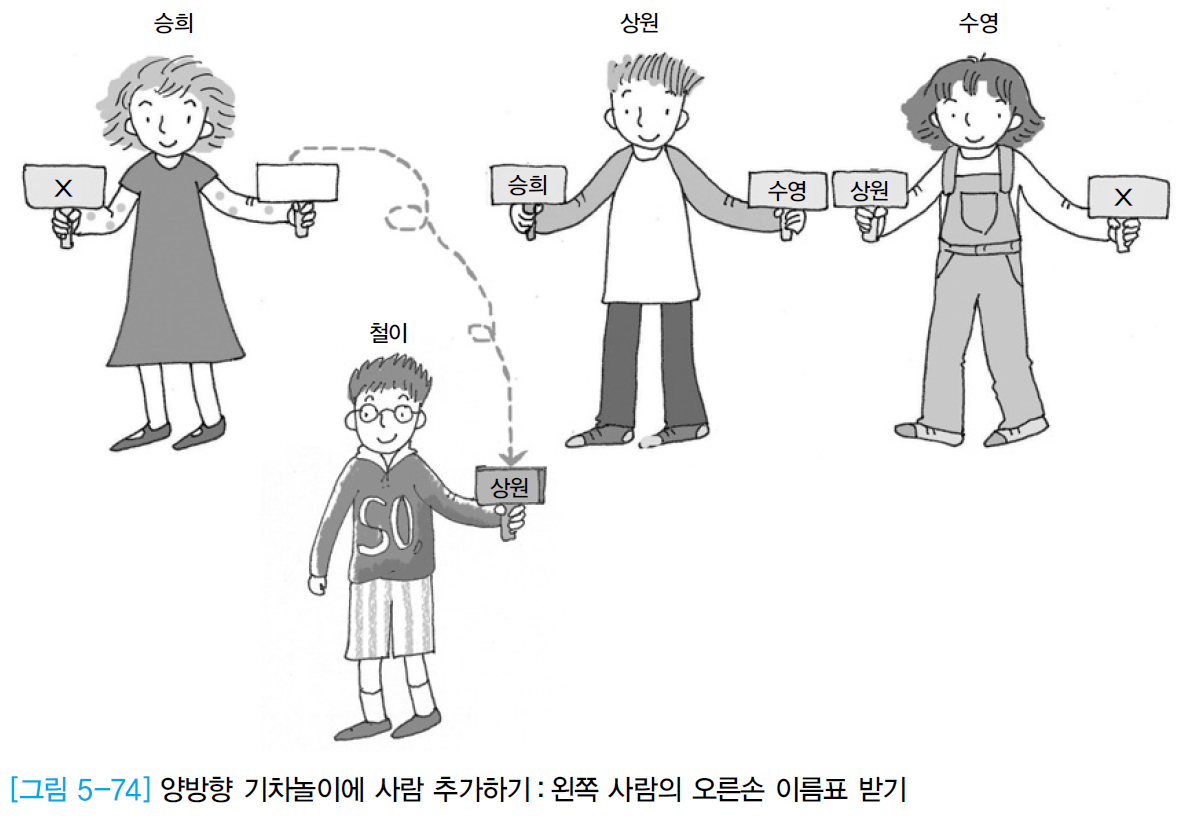 승희 상원 수영
X 승희 수영 상원 X
철이
상원
SO,
[그림 5-74] 양방향 기차놀이에 사람 추가하기 : 왼쪽 사람의 오른손 이름표 받기